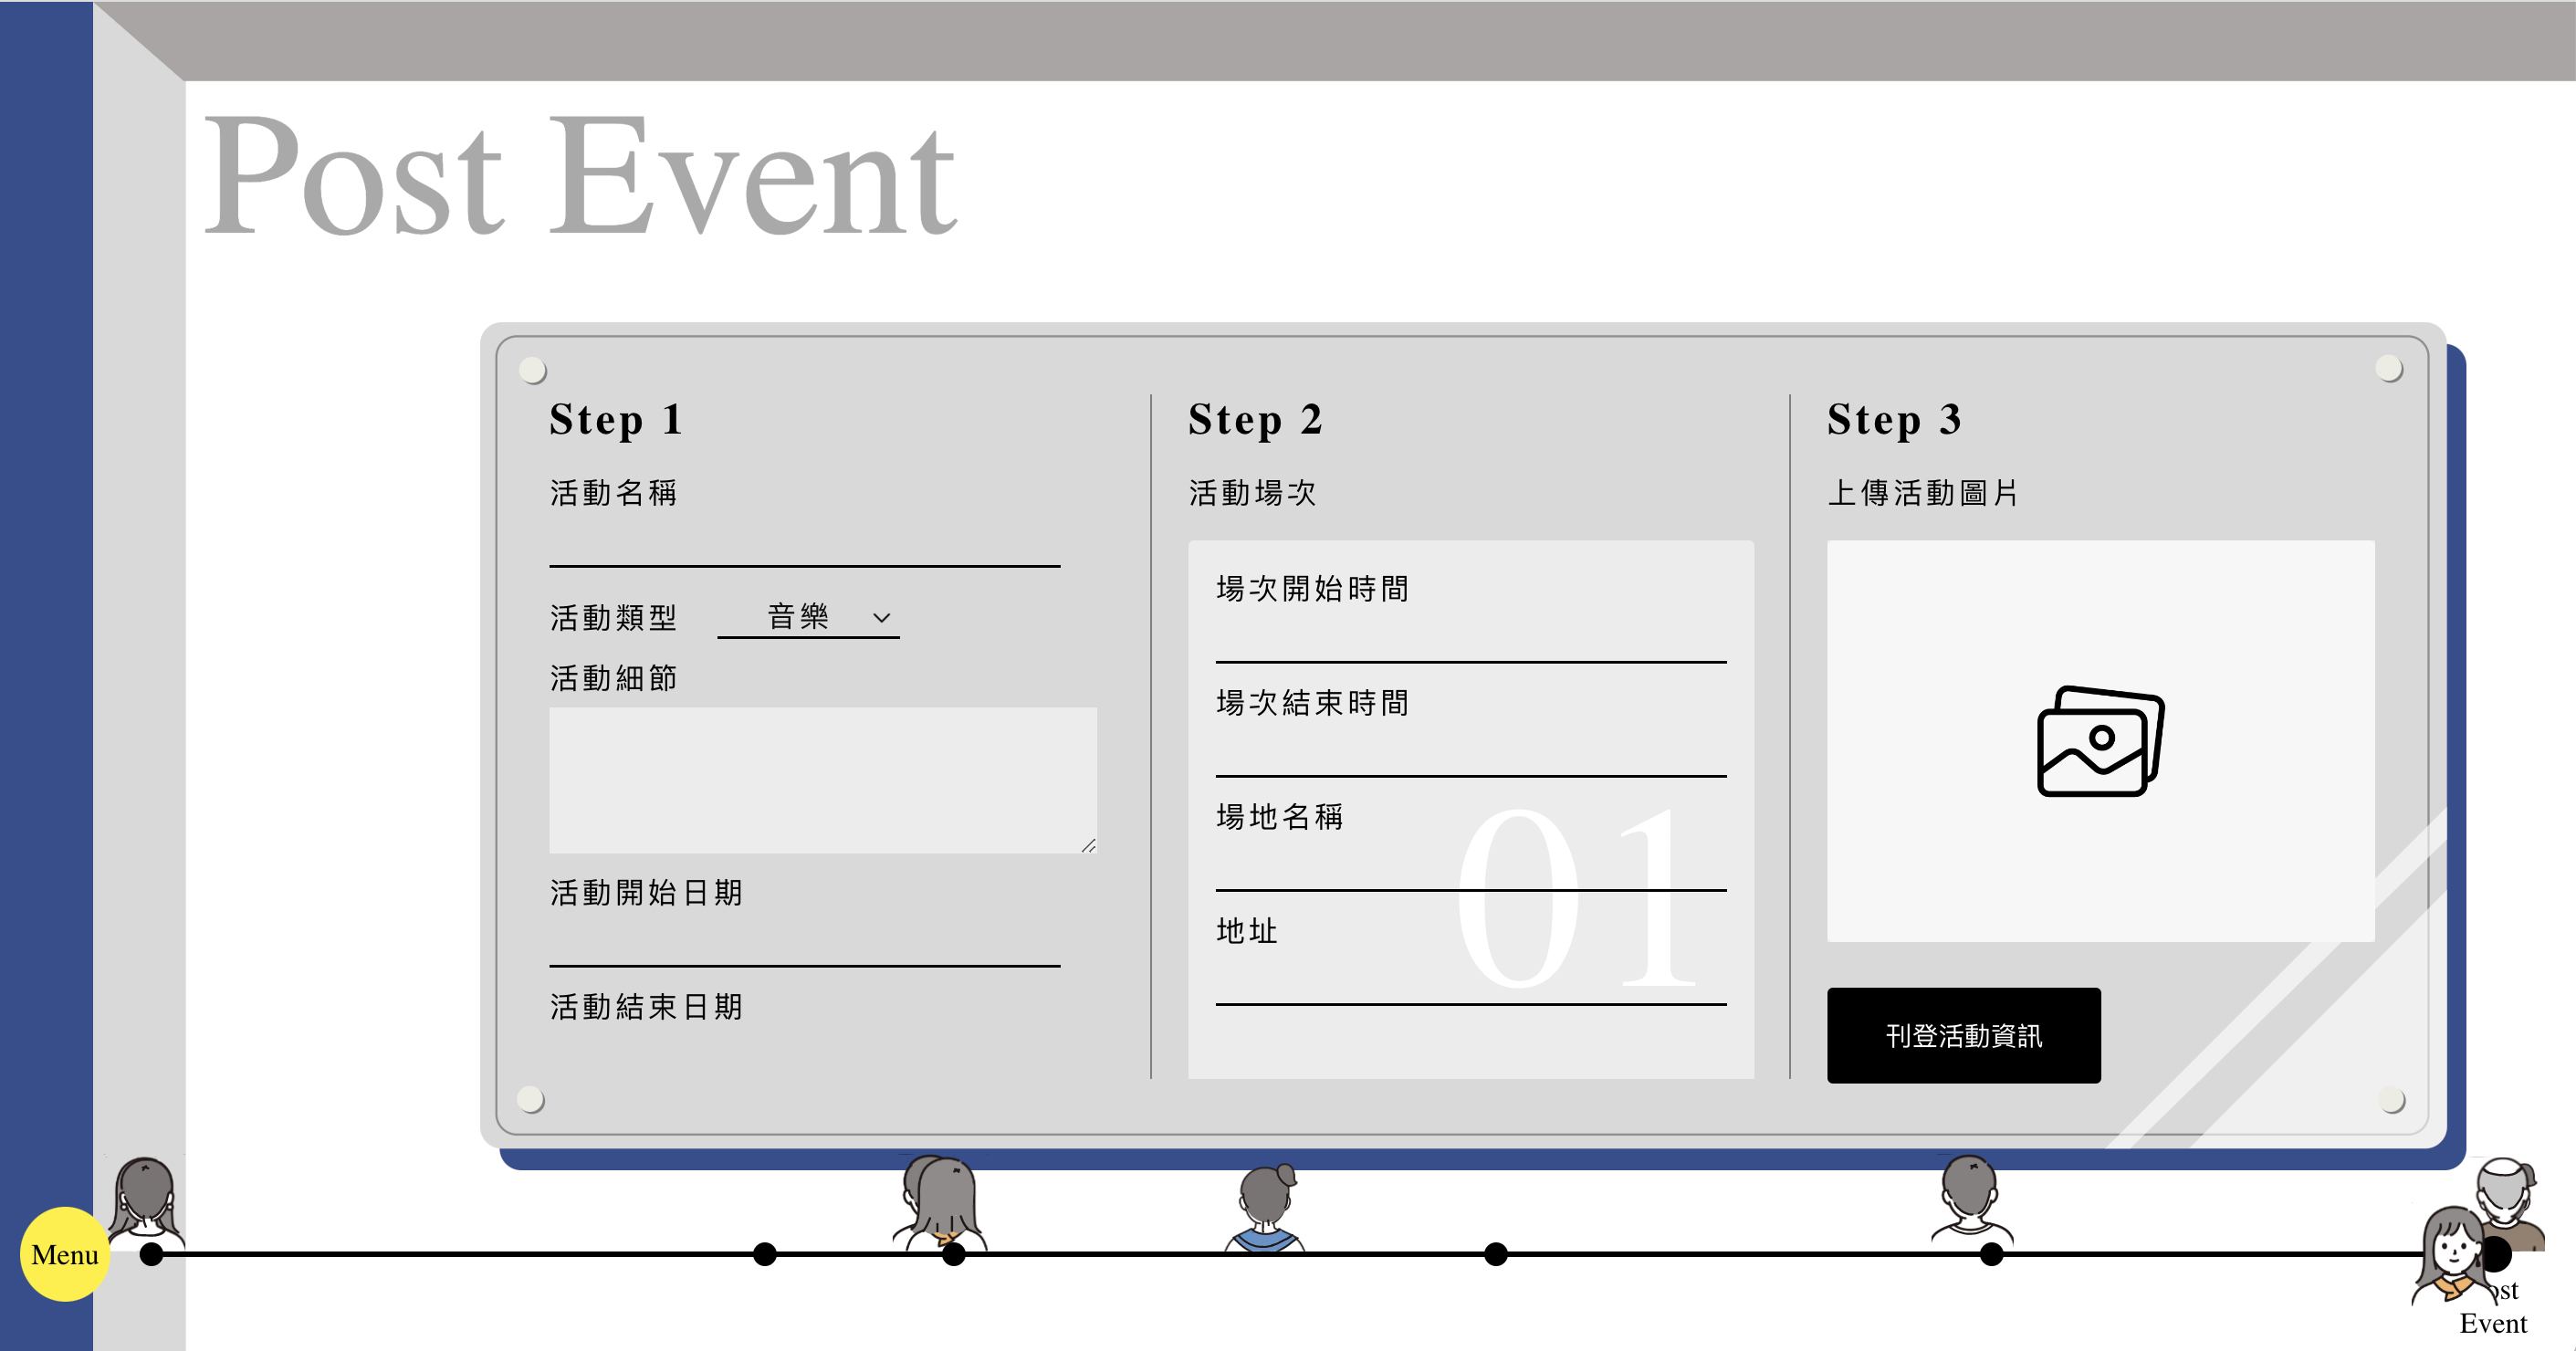 Post Event
Step 1
活動名稱
活動類型 音樂
活動細節
活動開始日期
活動結束日期
Step 2
活動場次
場次開始時間
場次結束時間
場地名稱
地址
01
Step 3
上傳活動圖片
刊登活動資訊
Menu
ost
Event